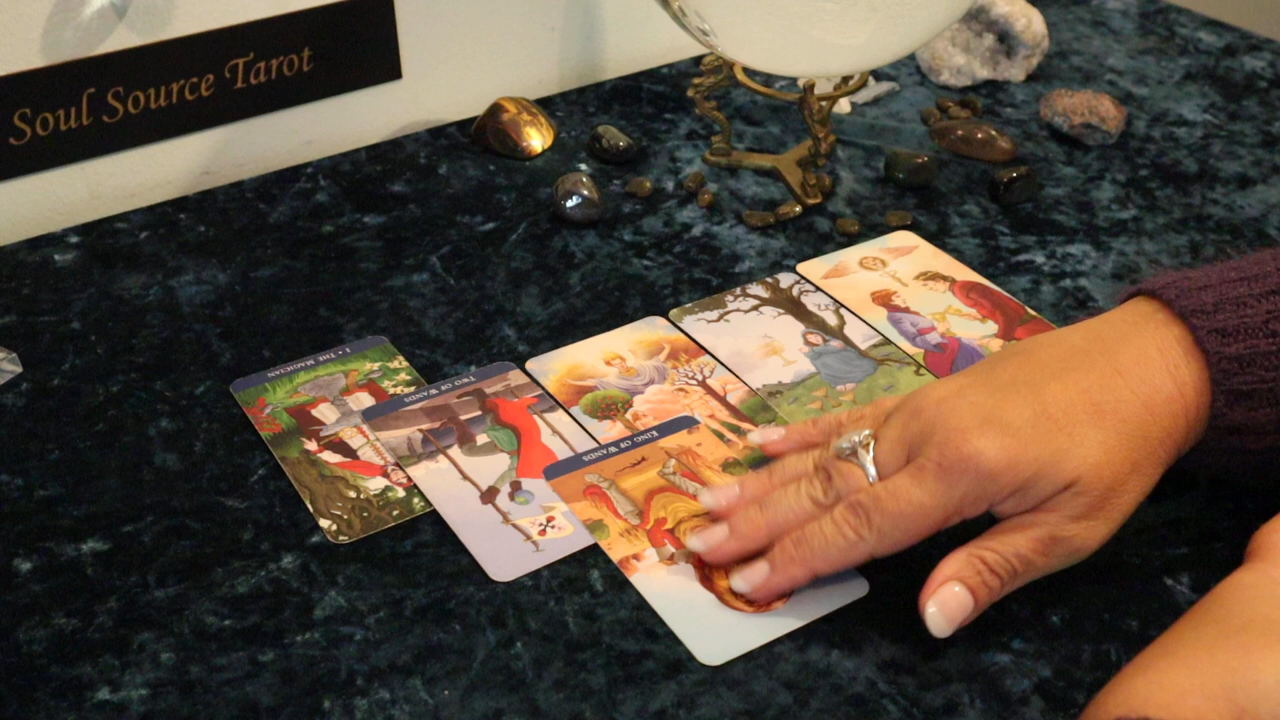 Soul Source Tarot
I • THE MAGICIAN
TWO OF WANDS
KING OF WANDS